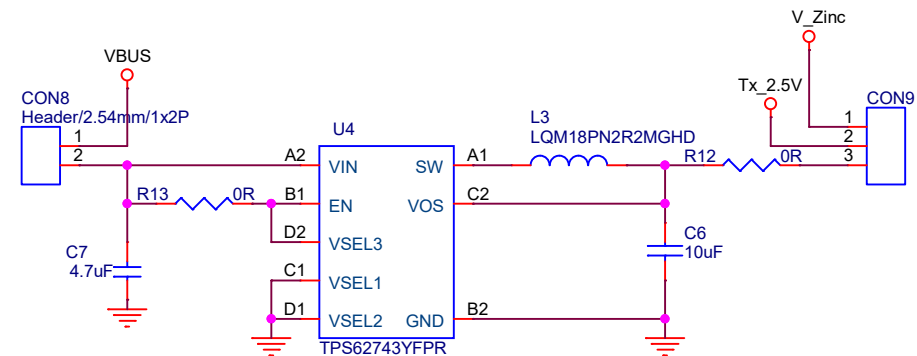 V_Zinc
VBUS
Tx_2.5V
CON8
Header/2.54mm/1x2P
CON9
U4
L3
LQM18PN2R2MGHD
1
2
1
2
3
A2
VIN
SW
A1
R12
0R
R13
0R
B1
EN
VOS
C2
D2
VSEL3
C7
4.7uF
C6
10uF
C1
VSEL1
D1
VSEL2
GND
B2
TPS62743YFPR